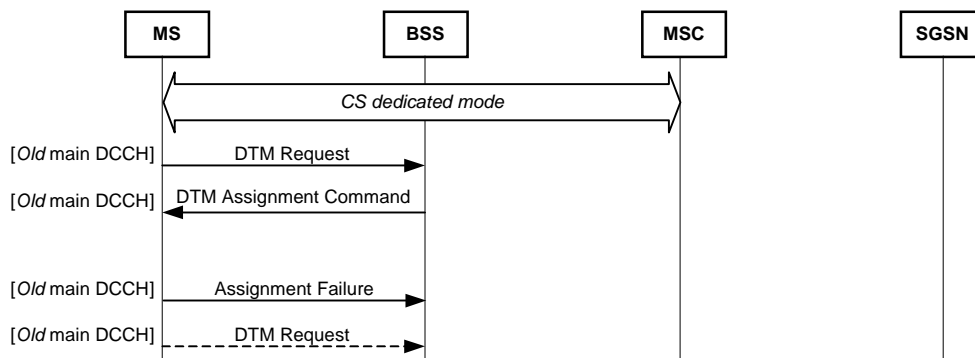 MS BSS MSC SGSN
CS dedicated mode
[Old main DCCH] DTM Request
[Old main DCCH] DTM Assignment Command
[Old main DCCH] Assignment Failure
[Old main DCCH] DTM Request